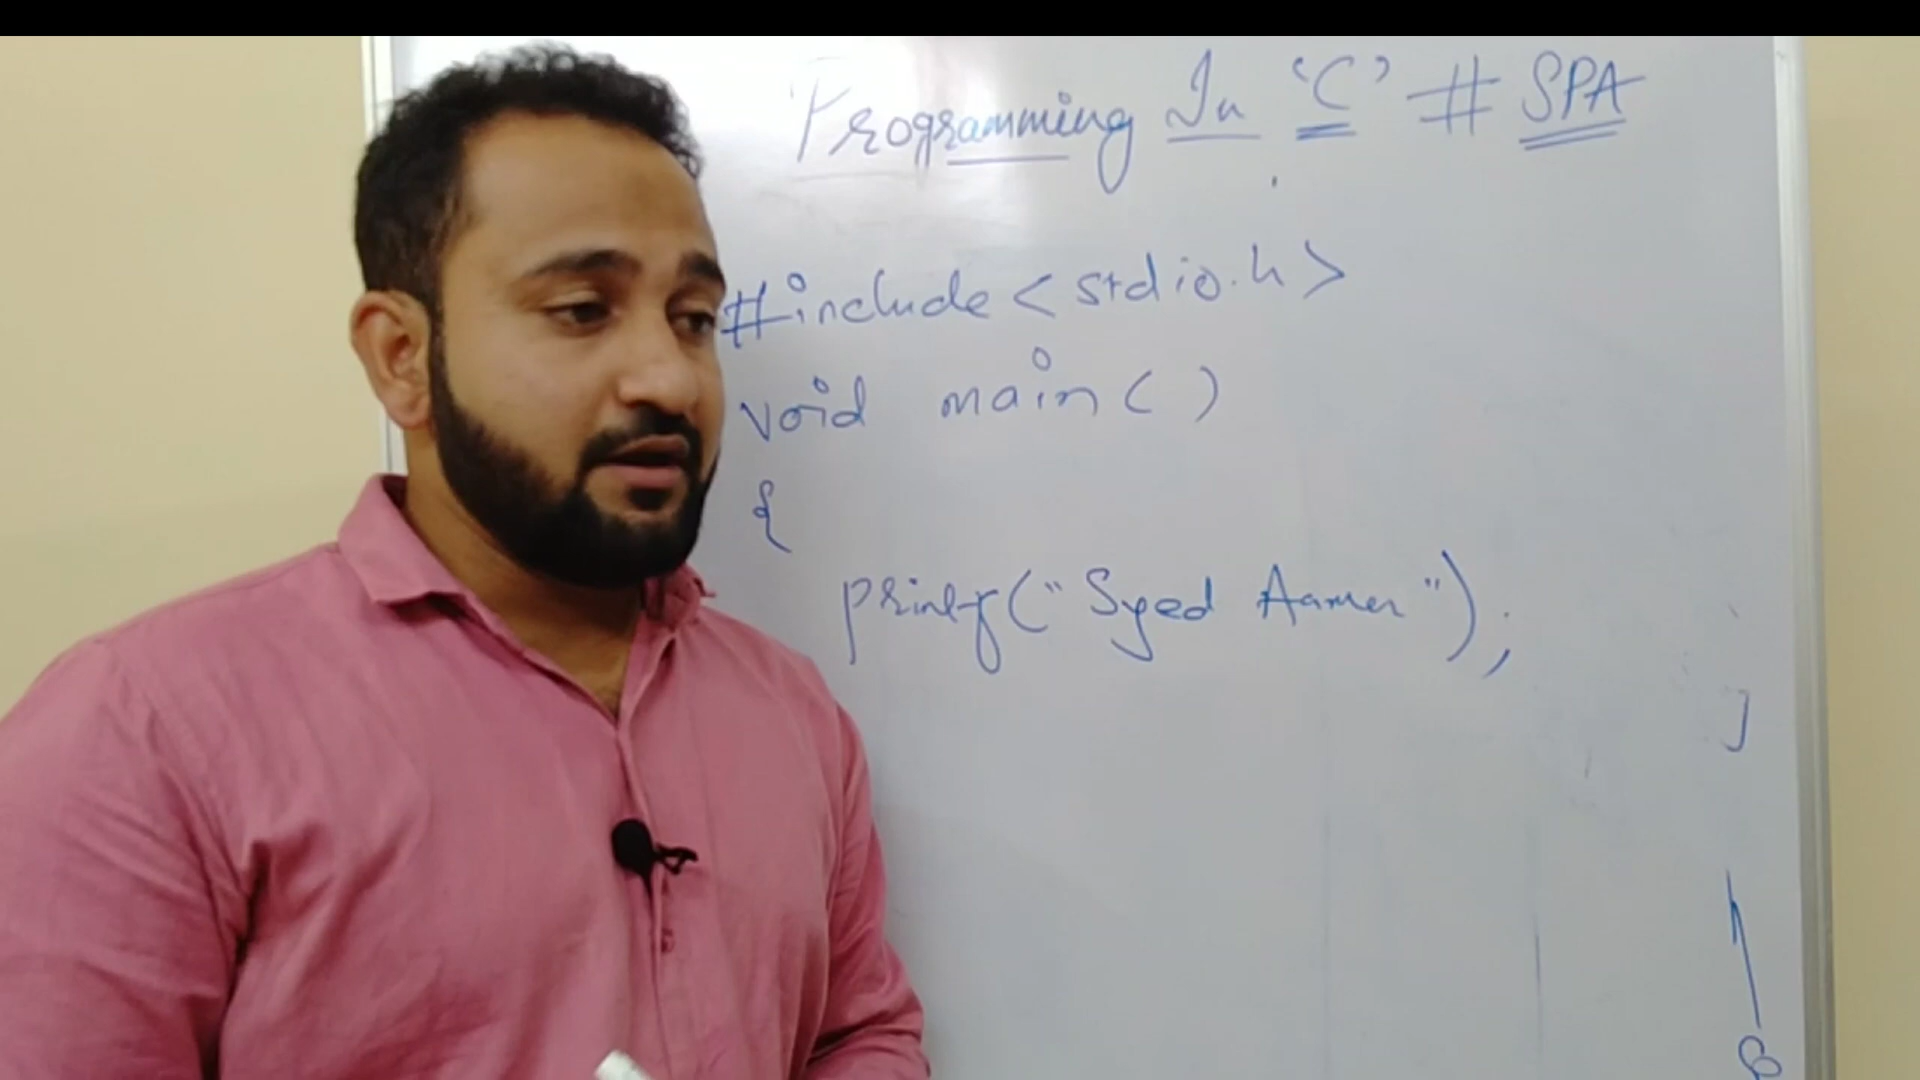 Programming In 'C' # SPA
#include <stdio.h>
void main( )
{
printf("Syed Aamer");